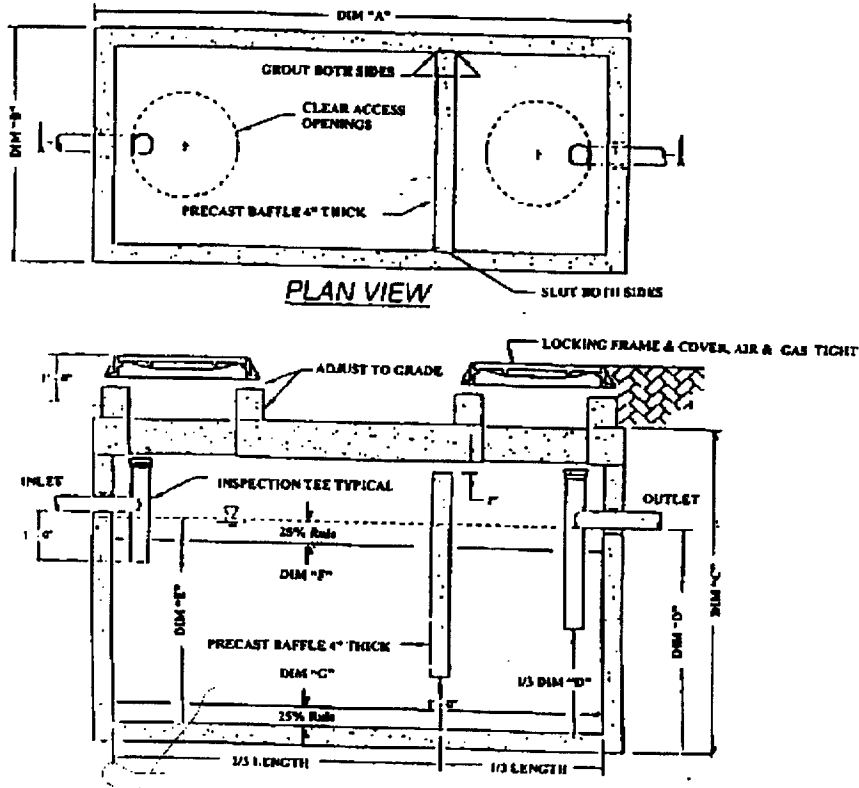 DIM "A"
GROUT BOTH SIDES
CLEAR ACCESS
OPENINGS
DIM "B"
PRECAST BAFFLE 4" THICK
PLAN VIEW
SLOT BOTH SIDES
LOCKING FRAME & COVER, AIR & GAS TIGHT
ADJUST TO GRADE
INLET
INSPECTION TEE TYPICAL
OUTLET
25% Rule
DIM "F"
DIM "E"
DIM "C"
DIM "D"
PRECAST BAFFLE 4" THICK
DIM "G"
1/3 DIM "D"
25% Rule
2/3 LENGTH
1/3 LENGTH